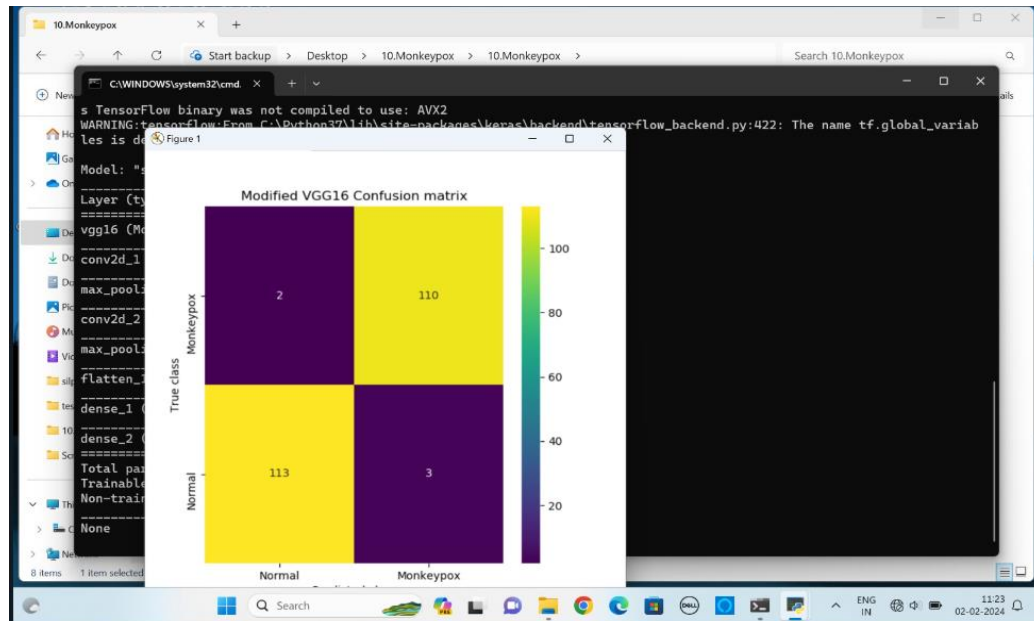 10.Monkeypox
Start backup > Desktop > 10.Monkeypox > 10.Monkeypox >
Search 10.Monkeypox
C:\WINDOWS\system32\cmd.
s TensorFlow binary was not compiled to use: AVX2
WARNING:tensorflow:From C:\Python37\lib\site-packages\keras\backend\tensorflow_backend.py:422: The name tf.global_variab
les is de
Figure 1
Model: "s
Layer (ty
vgg16 (Mo
conv2d_1
max_pooli
conv2d_2
max_pooli
flatten_1
dense_1 (
dense_2 (
Total par
Trainable
Non-train
None
Modified VGG16 Confusion matrix
2 110
113 3
Monkeypox
Normal
True class
Normal Monkeypox
100
80
60
40
20
8 items 1 item selected
Search
DELL
ENG
IN
11:23
02-02-2024